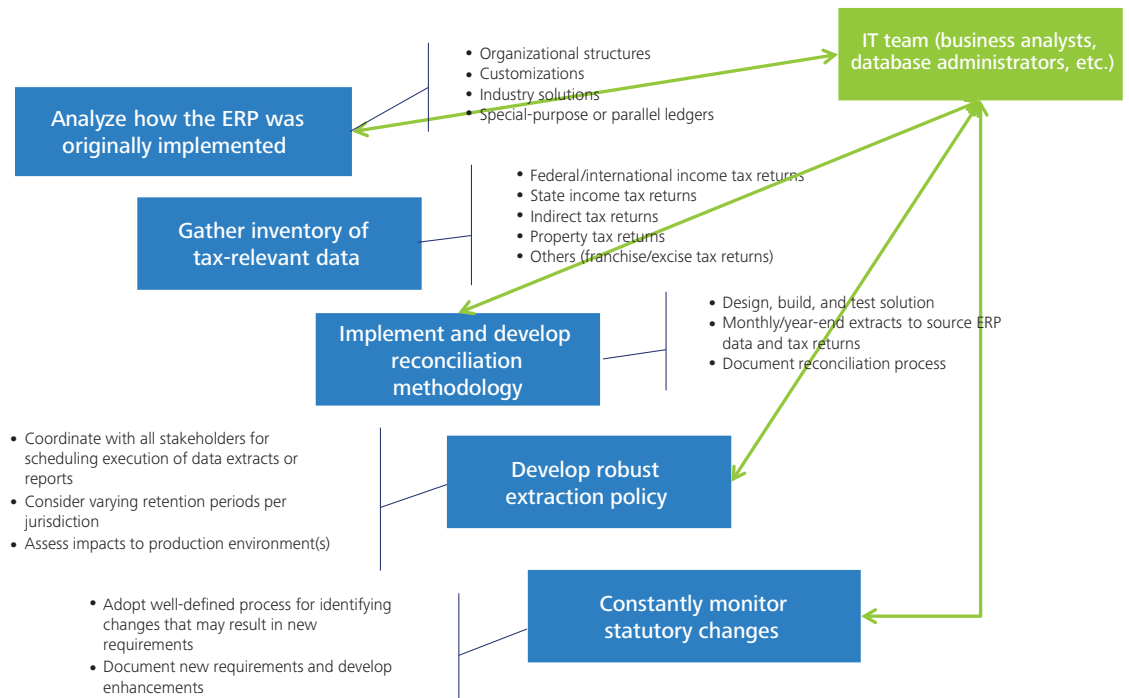 IT team (business analysts,
database administrators, etc.)
• Organizational structures
• Customizations
• Industry solutions
• Special-purpose or parallel ledgers
Analyze how the ERP was
originally implemented
• Federal/international income tax returns
• State income tax returns
• Indirect tax returns
• Property tax returns
• Others (franchise/excise tax returns)
Gather inventory of
tax-relevant data
• Design, build, and test solution
• Monthly/year-end extracts to source ERP
data and tax returns
• Document reconciliation process
Implement and develop
reconciliation
methodology
• Coordinate with all stakeholders for
scheduling execution of data extracts or
reports
• Consider varying retention periods per
jurisdiction
• Assess impacts to production environment(s)
Develop robust
extraction policy
• Adopt well-defined process for identifying
changes that may result in new
requirements
• Document new requirements and develop
enhancements
Constantly monitor
statutory changes